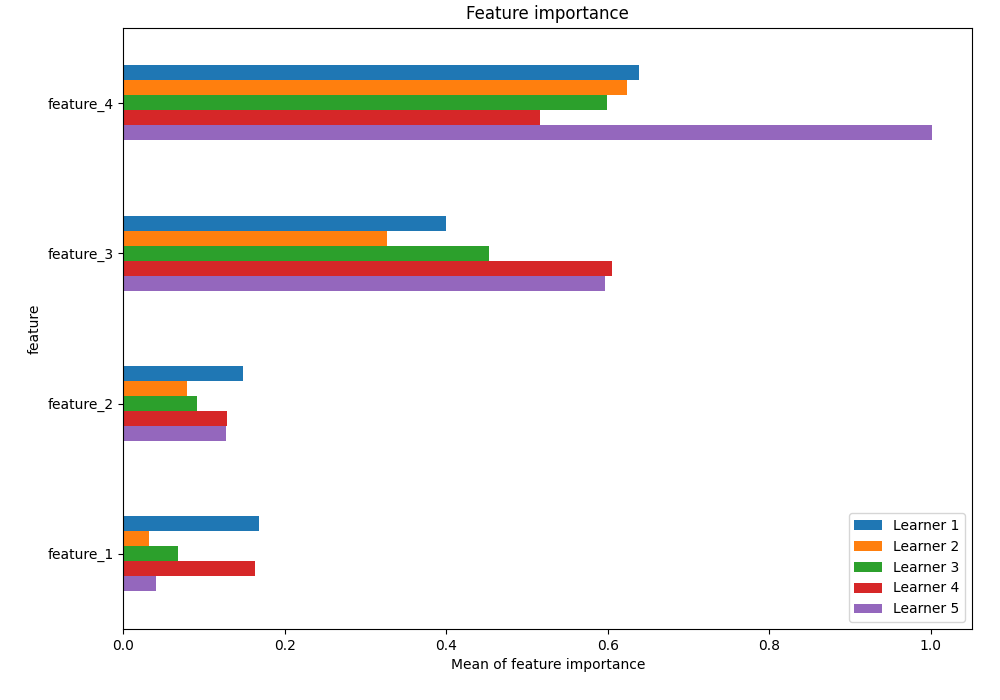 Feature importance
feature_4
feature_3
feature_2
feature_1
feature
0.0 0.2 0.4 0.6 0.8 1.0
Mean of feature importance
Learner 1
Learner 2
Learner 3
Learner 4
Learner 5